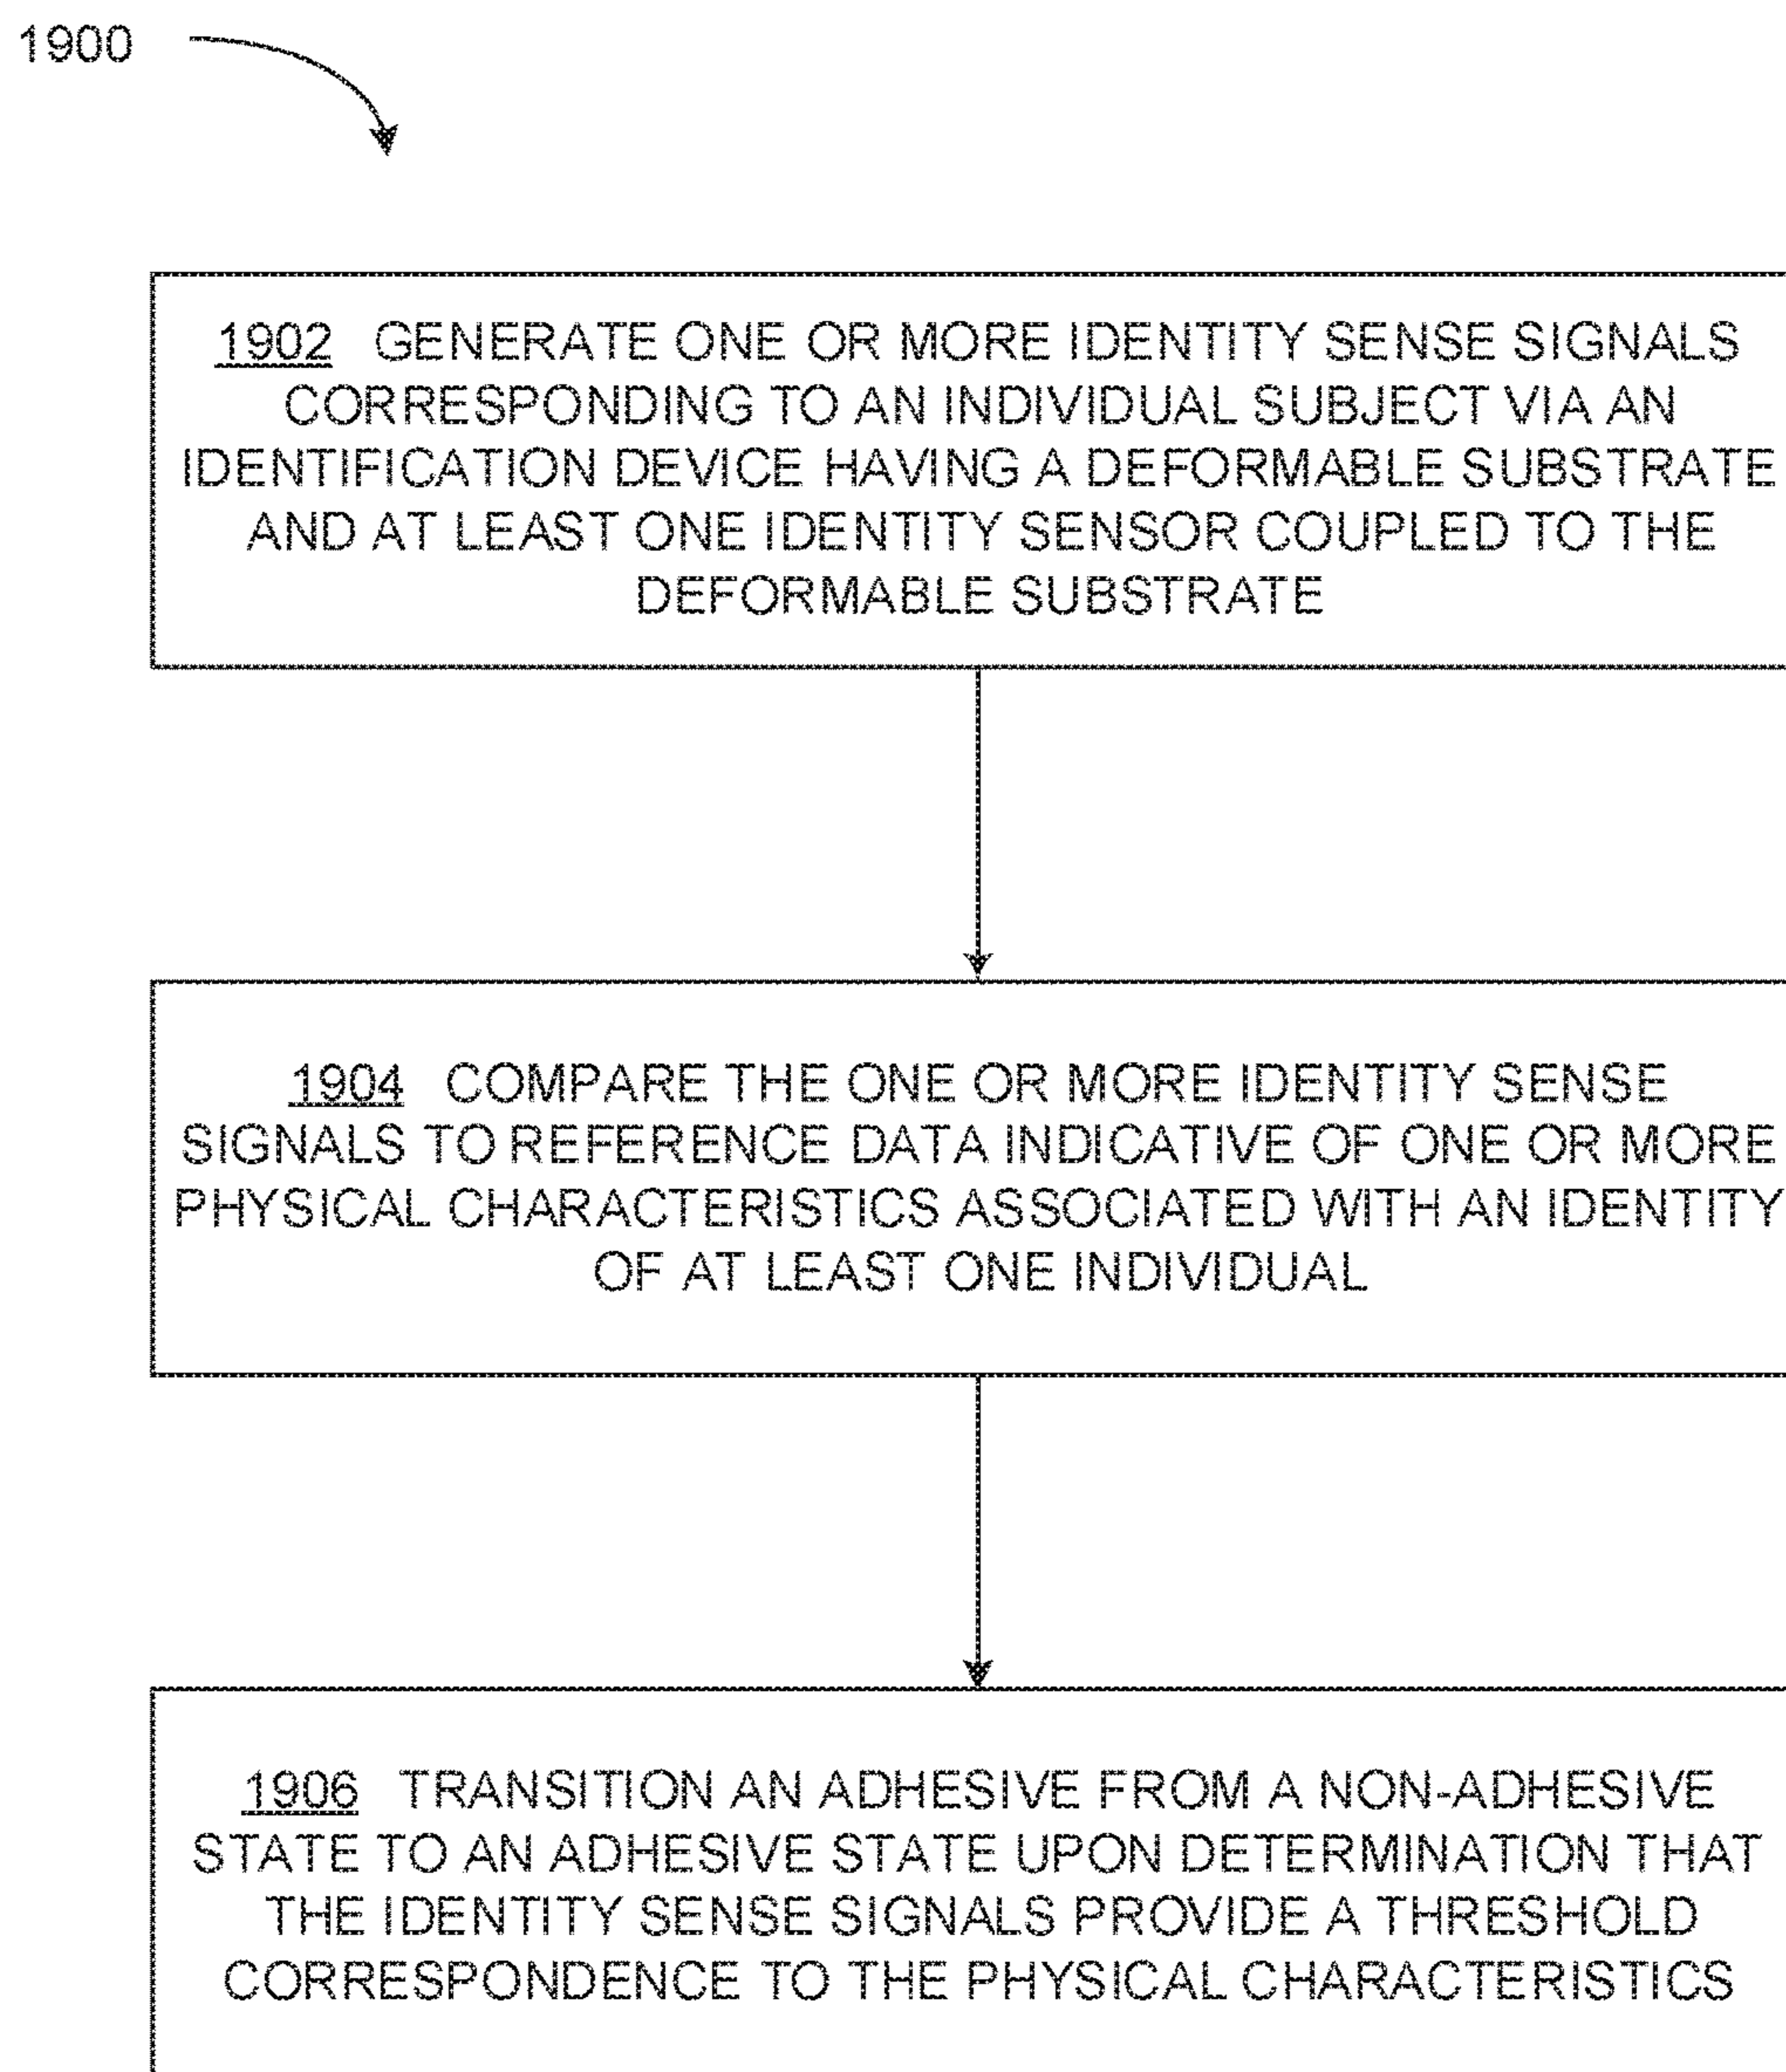 1900
1902 GENERATE ONE OR MORE IDENTITY SENSE SIGNALS
CORRESPONDING TO AN INDIVIDUAL SUBJECT VIA AN
IDENTIFICATION DEVICE HAVING A DEFORMABLE SUBSTRATE
AND AT LEAST ONE IDENTITY SENSOR COUPLED TO THE
DEFORMABLE SUBSTRATE
1904 COMPARE THE ONE OR MORE IDENTITY SENSE
SIGNALS TO REFERENCE DATA INDICATIVE OF ONE OR MORE
PHYSICAL CHARACTERISTICS ASSOCIATED WITH AN IDENTITY
OF AT LEAST ONE INDIVIDUAL
1906 TRANSITION AN ADHESIVE FROM A NON-ADHESIVE
STATE TO AN ADHESIVE STATE UPON DETERMINATION THAT
THE IDENTITY SENSE SIGNALS PROVIDE A THRESHOLD
CORRESPONDENCE TO THE PHYSICAL CHARACTERISTICS